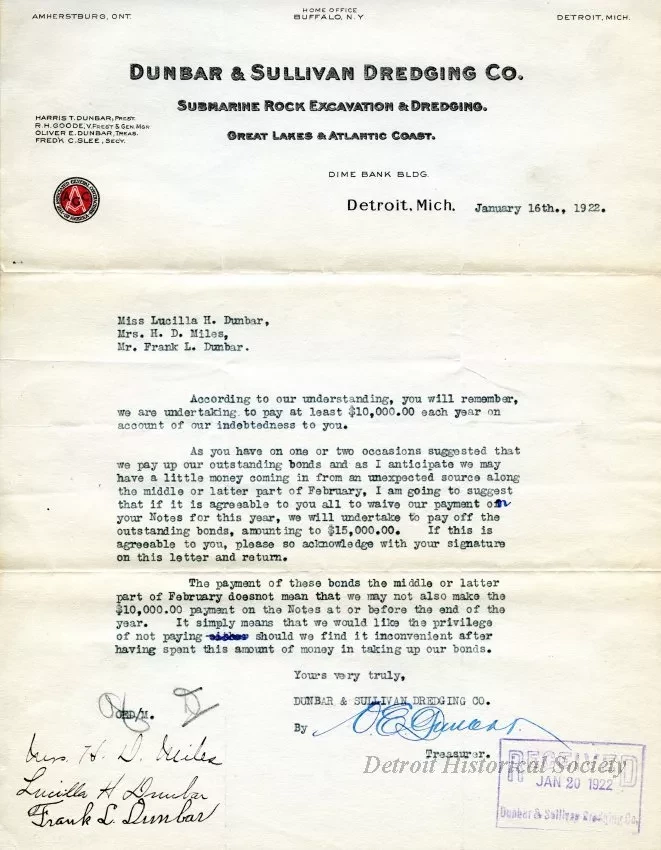 AMHERSTBURG, ONT.
HOME OFFICE
BUFFALO, N.Y
DETROIT, MICH.
DUNBAR & SULLIVAN DREDGING CO.
SUBMARINE ROCK EXCAVATION & DREDGING.
GREAT LAKES & ATLANTIC COAST.
HARRIS T. DUNBAR, PREST.
R.H. GOODE, V. PREST & GEN. MGR
OLIVER E. DUNBAR, TREAS.
FRED'K C. SLEE, SEC'Y.
DIME BANK BLDG.
Detroit, Mich. January 16th., 1922.
Miss Lucilla H. Dunbar,
Mrs. H. D. Miles,
Mr. Frank L. Dunbar.
According to our understanding, you will remember,
we are undertaking to pay at least $10,000.00 each year on
account of our indebtedness to you.
As you have on one or two occasions suggested that
we pay up our outstanding bonds and as I anticipate we may
have a little money coming in from an unexpected source along
the middle or latter part of February, I am going to suggest
that if it is agreeable to you all to waive our payment on
your Notes for this year, we will undertake to pay off the
outstanding bonds, amounting to $15,000.00. If this is
agreeable to you, please so acknowledge with your signature
on this letter and return.
The payment of these bonds the middle or latter
part of February doesnot mean that we may not also make the
$10,000.00 payment on the Notes at or before the end of the
year. It simply means that we would like the privilege
of not paying either should we find it inconvenient after
having spent this amount of money in taking up our bonds.
Yours very truly,
DUNBAR & SULLIVAN DREDGING CO.
OED/M.
By O.E. Dunbar.
Treasurer.
Mrs. H. D. Miles
Lucilla H Dunbar
Frank L. Dunbar
Detroit Historical Society
RECEIVED
JAN 20 1922
Dunbar & Sullivan Dredging Co.